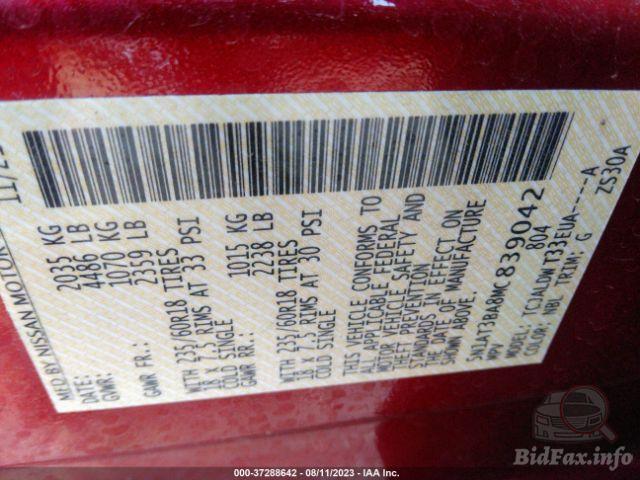 MFD BY NISSAN MOTOR
DATE: 11/2
GVWR: 2035 KG
4486 LB
GAWR FR.: 1070 KG
2359 LB
WITH 235/60R18 TIRES
18 X 7.5 RIMS AT 33 PSI
COLD SINGLE
GAWR RR.: 1015 KG
2238 LB
WITH 235/60R18 TIRES
18 X 7.5 RIMS AT 30 PSI
COLD SINGLE
THIS VEHICLE CONFORMS TO
ALL APPLICABLE FEDERAL
MOTOR VEHICLE SAFETY AND
THEFT PREVENTION
STANDARDS IN EFFECT ON
THE DATE OF MANUFACTURE
SHOWN ABOVE.
5N1AT3BA8MC839042
MPV 804
MODEL: TCJALDWT33EUA----A
COLOR: NBL TRIM: G ZS30A
BidFax.info
000-37288642 - 08/11/2023 - IAA Inc.